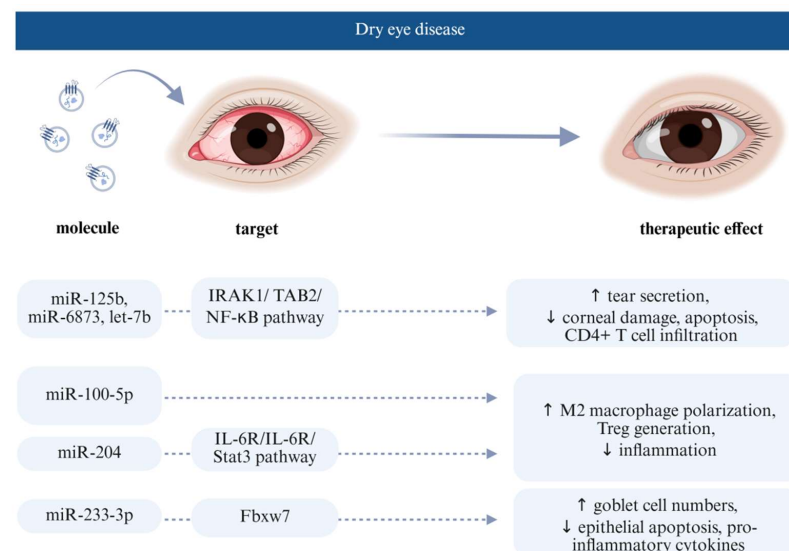 Dry eye disease
molecule
target
therapeutic effect
miR-125b,
miR-6873, let-7b
IRAK1/ TAB2/
NF-κB pathway
↑ tear secretion,
↓ corneal damage, apoptosis,
CD4+ T cell infiltration
miR-100-5p
↑ M2 macrophage polarization,
Treg generation,
↓ inflammation
miR-204
IL-6R/IL-6R/
Stat3 pathway
miR-233-3p
Fbxw7
↑ goblet cell numbers,
↓ epithelial apoptosis, pro-
inflammatory cytokines